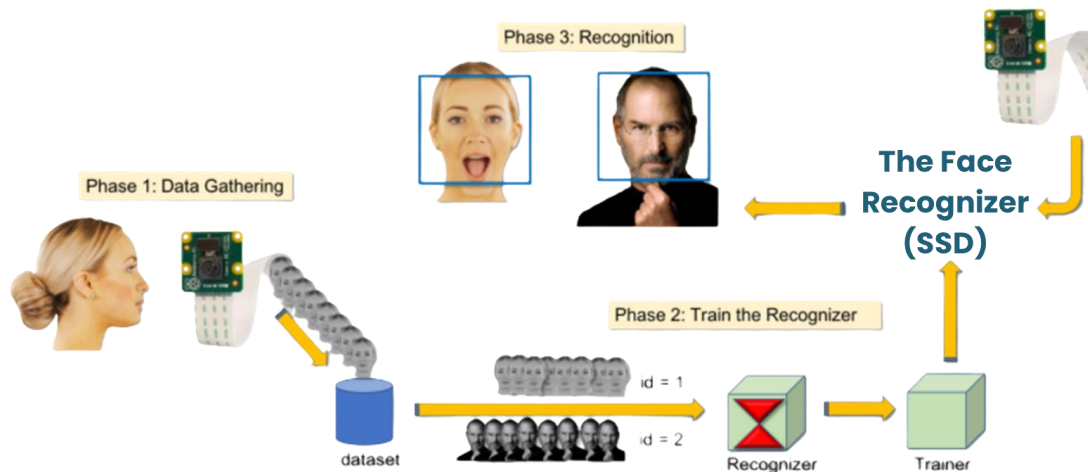 Phase 3: Recognition
The Face
Recognizer
(SSD)
Phase 1: Data Gathering
Phase 2: Train the Recognizer
id = 1
id = 2
dataset
Recognizer
Trainer